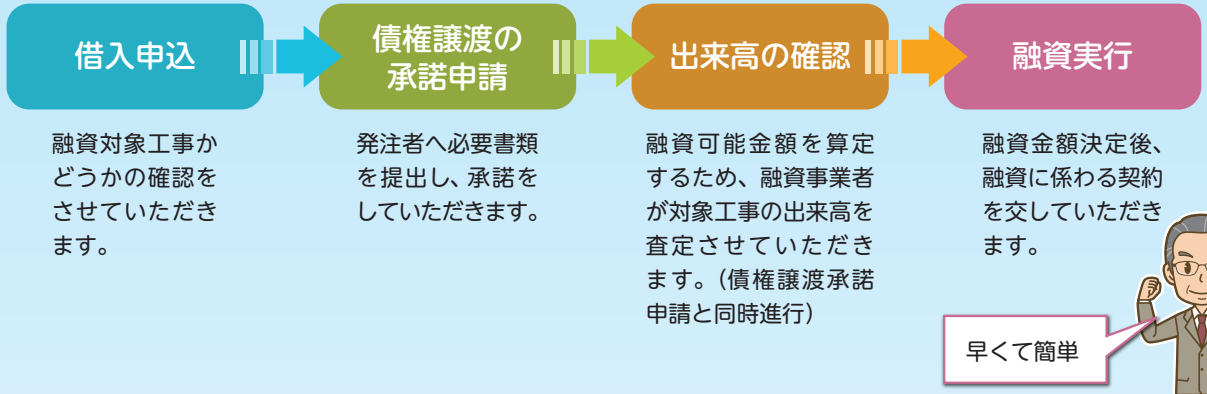 借入申込
融資対象工事か
どうかの確認を
させていただき
ます。
債権譲渡の
承諾申請
発注者へ必要書類
を提出し、承諾を
していただきます。
出来高の確認
融資可能金額を算定
するため、融資事業者
が対象工事の出来高を
査定させていただき
ます。（債権譲渡承諾
申請と同時進行）
融資実行
融資金額決定後、
融資に係わる契約
を交していただき
ます。
早くて簡単